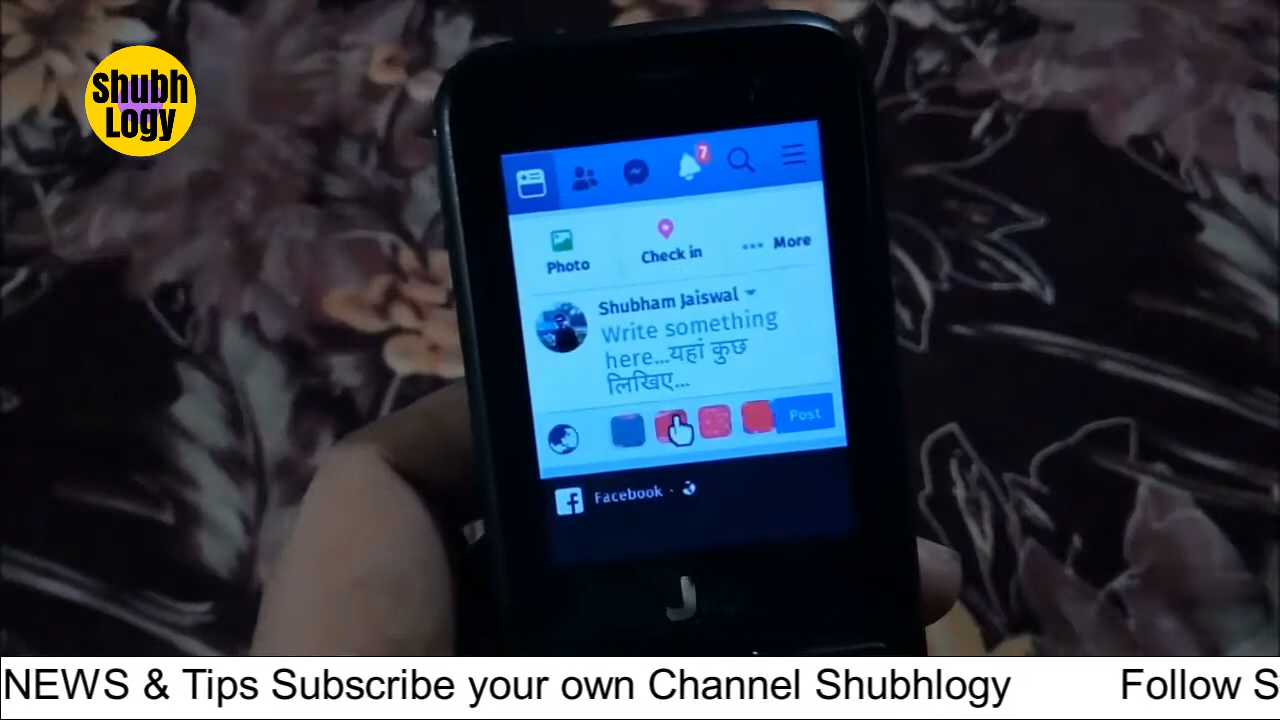 Shubh
Logy
7
Photo
Check in
More
Shubham Jaiswal
Write something
here...यहां कुछ
लिखिए...
Post
Facebook
J
NEWS & Tips Subscribe your own Channel Shubhlogy
Follow S